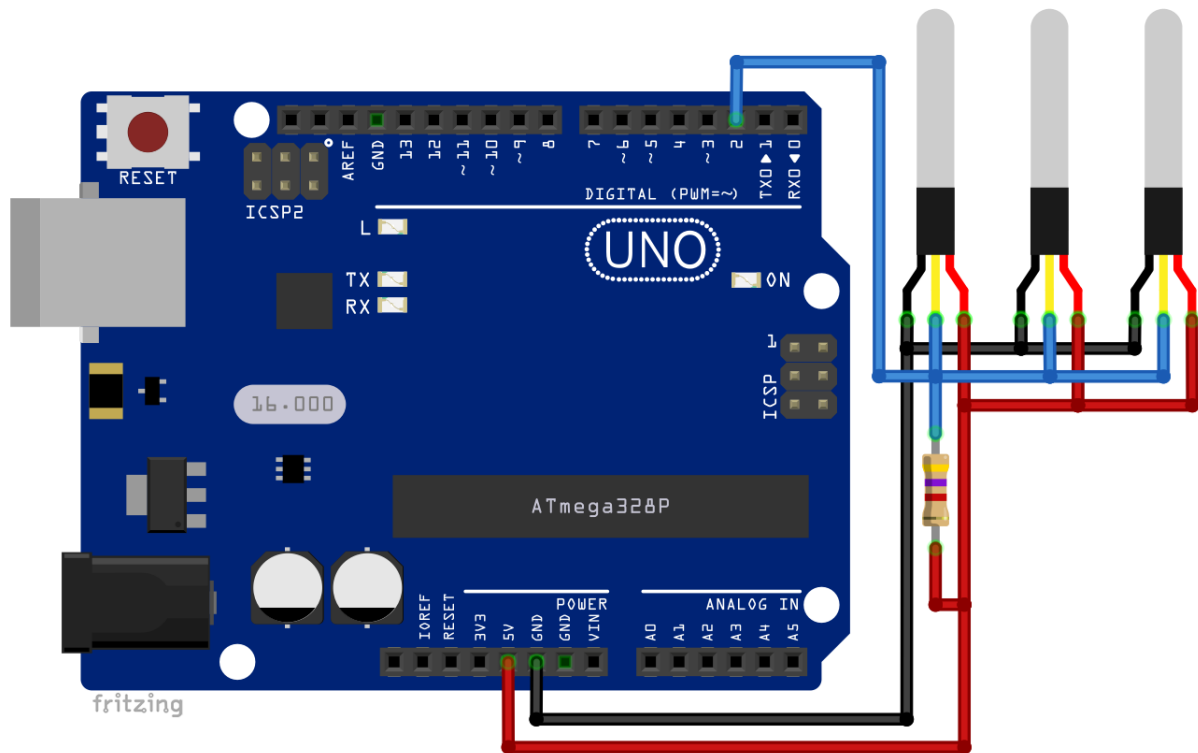 RESET
ICSP2
AREF
GND
13
12
~11
~10
~9
8
7
~6
~5
4
~3
2
TX0▶1
RX0◀0
DIGITAL (PWM=~)
L
TX
RX
UNO
ON
1
ICSP
16.000
ATmega328P
POWER
ANALOG IN
IOREF
RESET
3V3
5V
GND
GND
VIN
A0
A1
A2
A3
A4
A5
fritzing